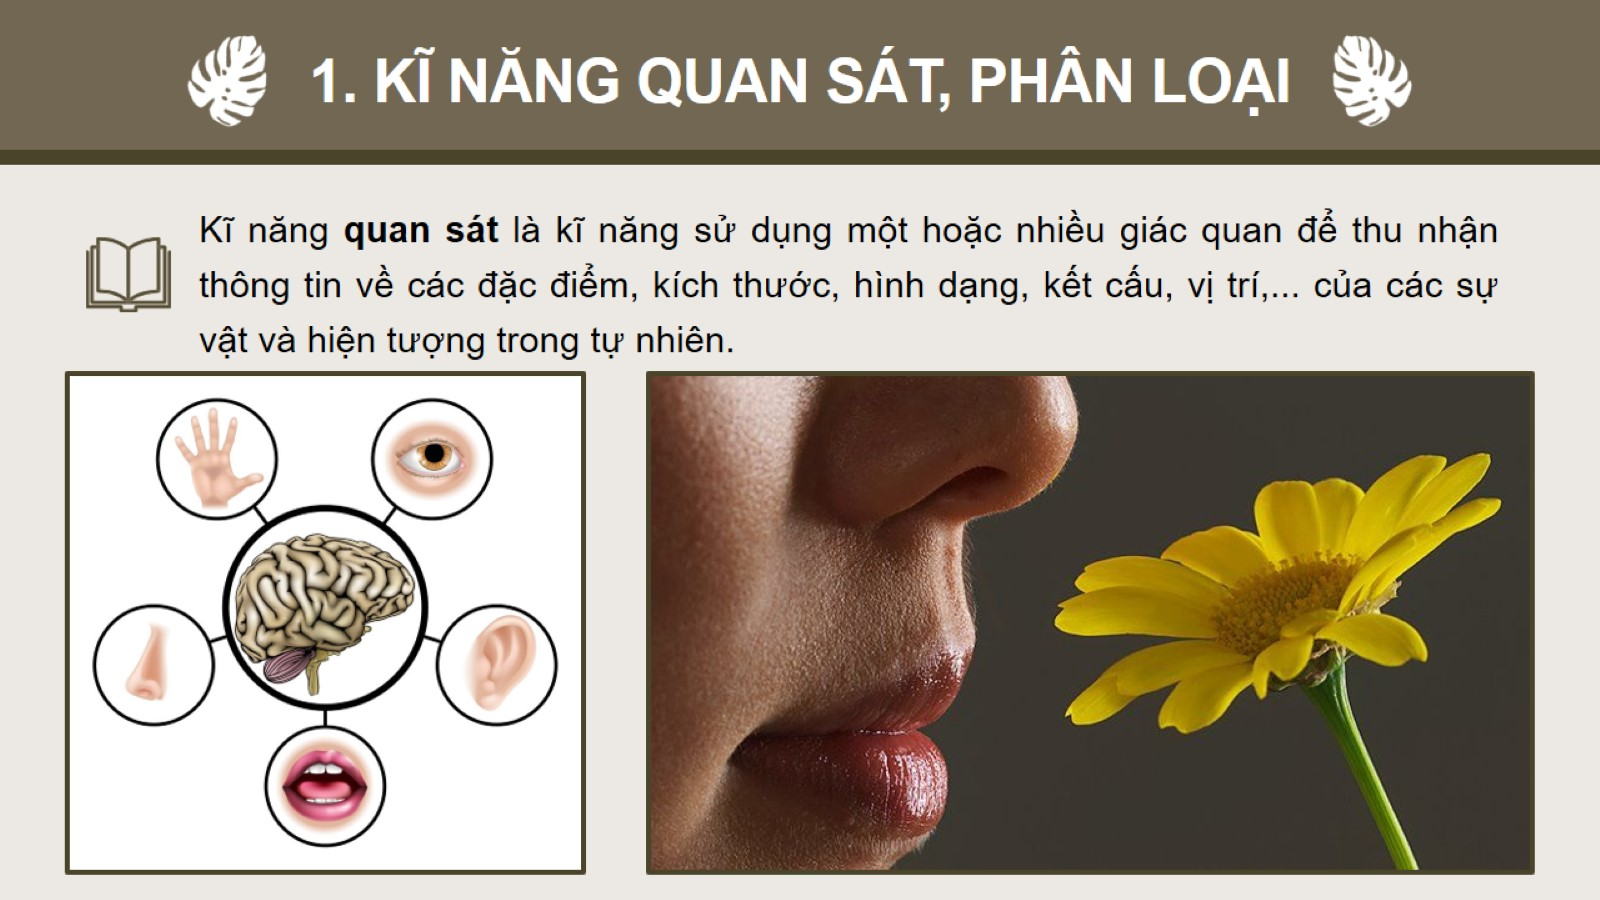 1. KĨ NĂNG QUAN SÁT, PHÂN LOẠI
Kĩ năng quan sát là kĩ năng sử dụng một hoặc nhiều giác quan để thu nhận
thông tin về các đặc điểm, kích thước, hình dạng, kết cấu, vị trí,... của các sự
vật và hiện tượng trong tự nhiên.